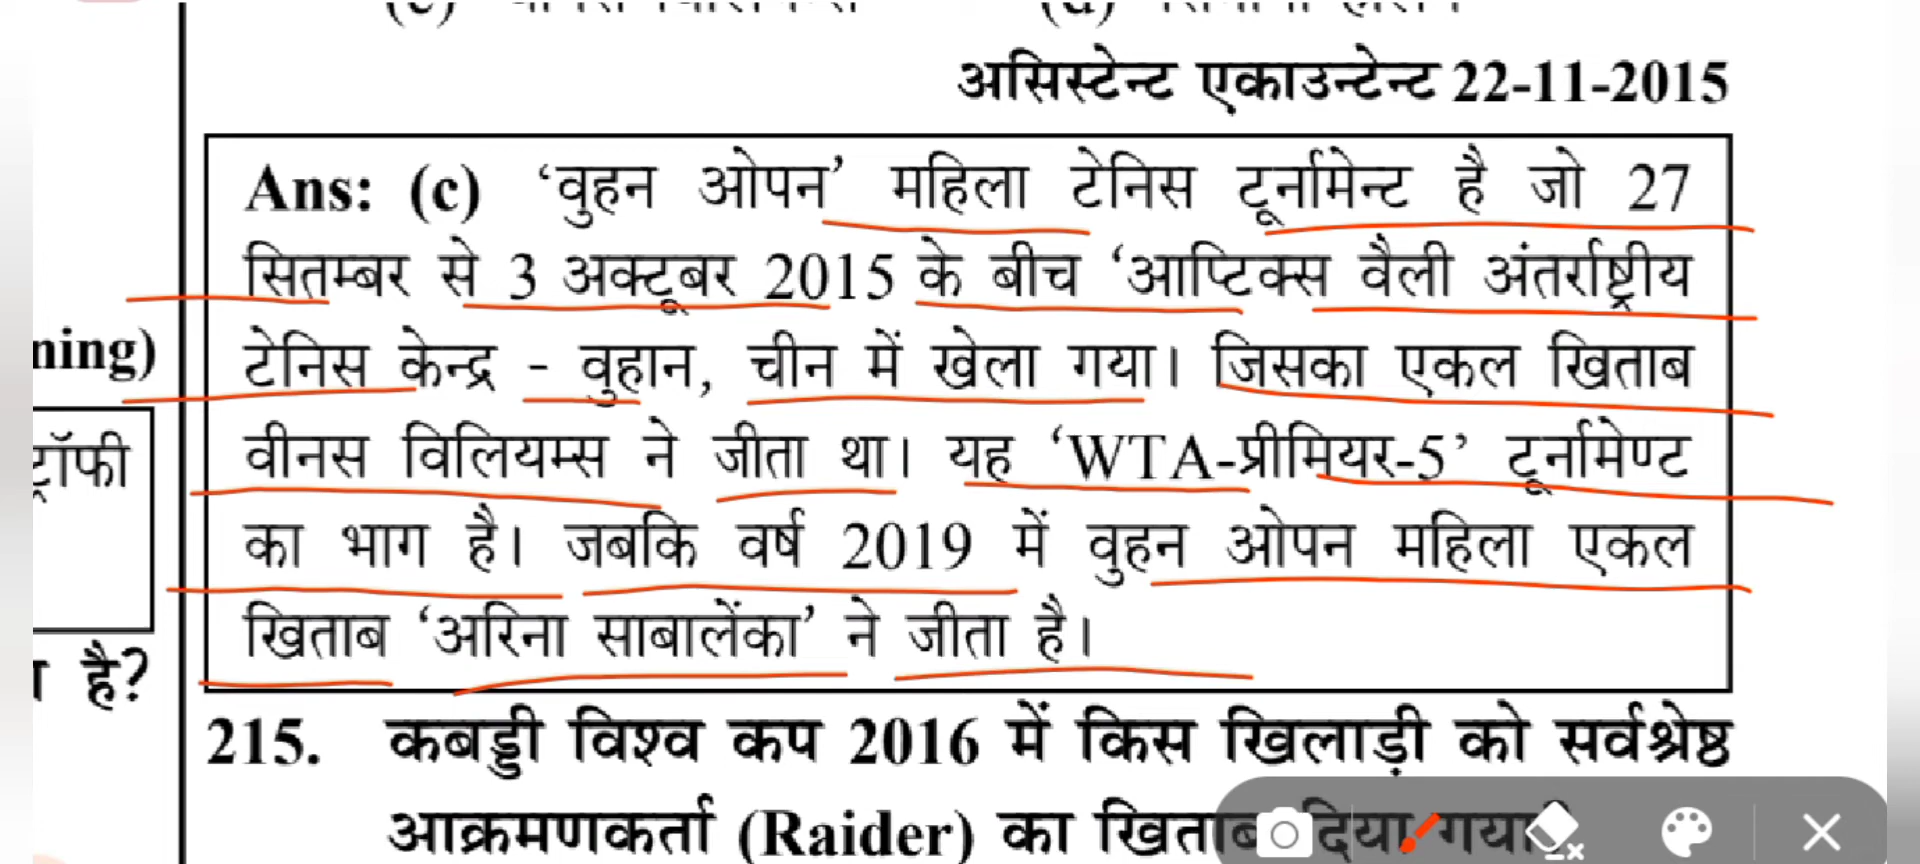 असिस्टेन्ट एकाउन्टेन्ट 22-11-2015
Ans: (c) ‘वुहन ओपन’ महिला टेनिस टूर्नामेन्ट है जो 27
सितम्बर से 3 अक्टूबर 2015 के बीच ‘आप्टिक्स वैली अंतर्राष्ट्रीय
टेनिस केन्द्र - वुहान, चीन में खेला गया। जिसका एकल खिताब
वीनस विलियम्स ने जीता था। यह ‘WTA-प्रीमियर-5’ टूर्नामेण्ट
का भाग है। जबकि वर्ष 2019 में वुहन ओपन महिला एकल
खिताब ‘अरिना साबालेंका’ ने जीता है।
215. कबड्डी विश्व कप 2016 में किस खिलाड़ी को सर्वश्रेष्ठ
आक्रमणकर्ता (Raider) का खिताब दिया गया
ning)
ट्रॉफी
है?